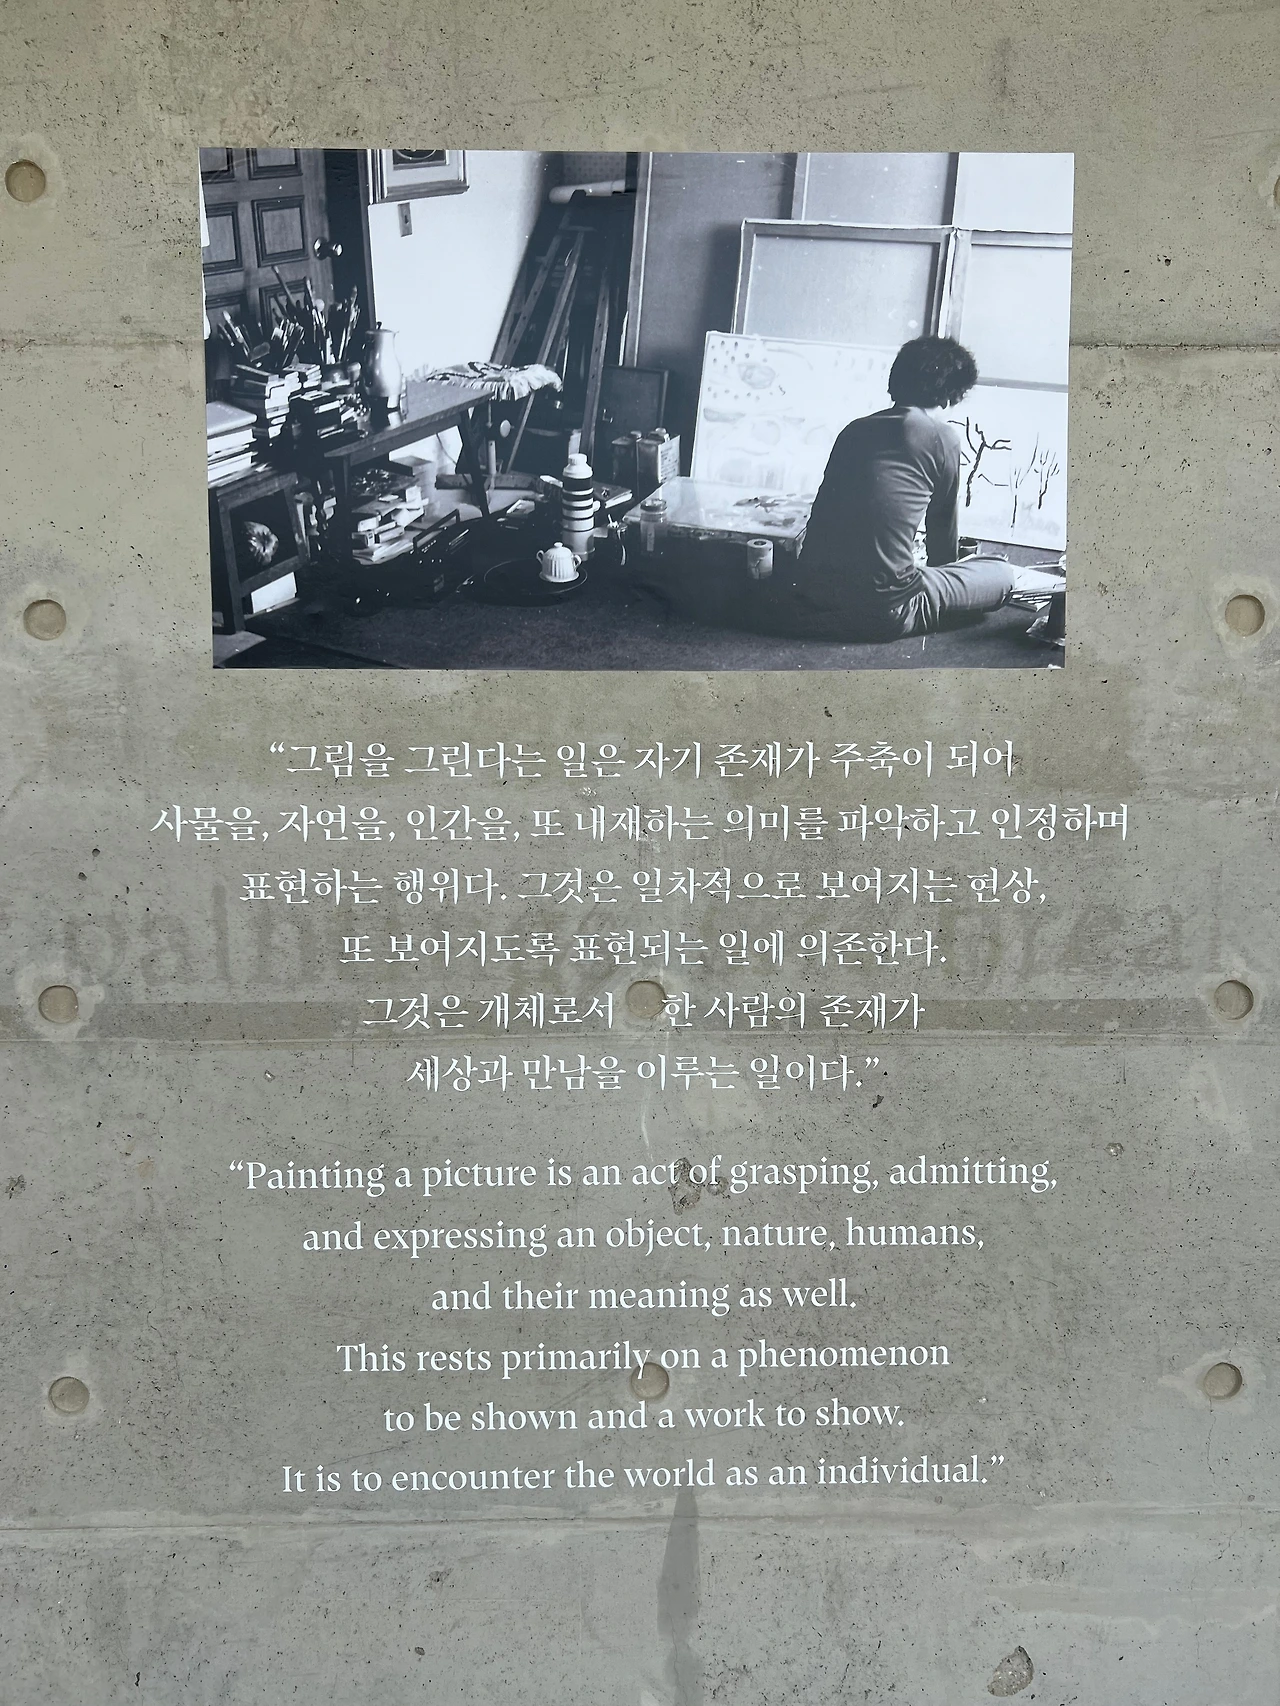 “그림을 그린다는 일은 자기 존재가 주축이 되어
사물을, 자연을, 인간을, 또 내재하는 의미를 파악하고 인정하며
표현하는 행위다. 그것은 일차적으로 보여지는 현상,
또 보여지도록 표현되는 일에 의존한다.
그것은 개체로서 한 사람의 존재가
세상과 만남을 이루는 일이다.”
“Painting a picture is an act of grasping, admitting,
and expressing an object, nature, humans,
and their meaning as well.
This rests primarily on a phenomenon
to be shown and a work to show.
It is to encounter the world as an individual.”